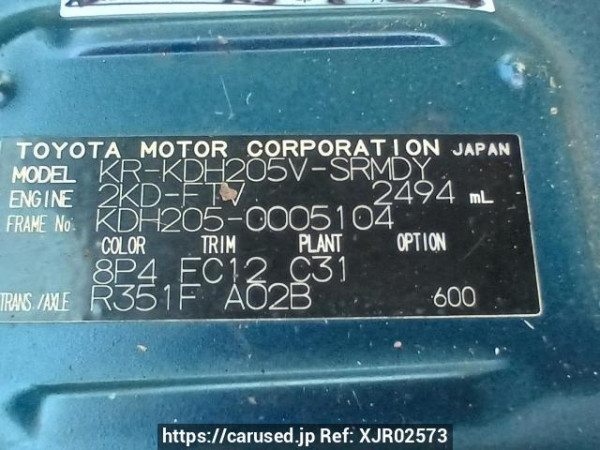 TOYOTA MOTOR CORPORATION JAPAN
MODEL KR-KDH205V-SRMDY
ENGINE 2KD-FTV 2494 mL
FRAME No. KDH205-0005104
COLOR TRIM PLANT OPTION
8P4 FC12 C31
TRANS./AXLE R351F A02B 600
https://carused.jp Ref: XJR02573